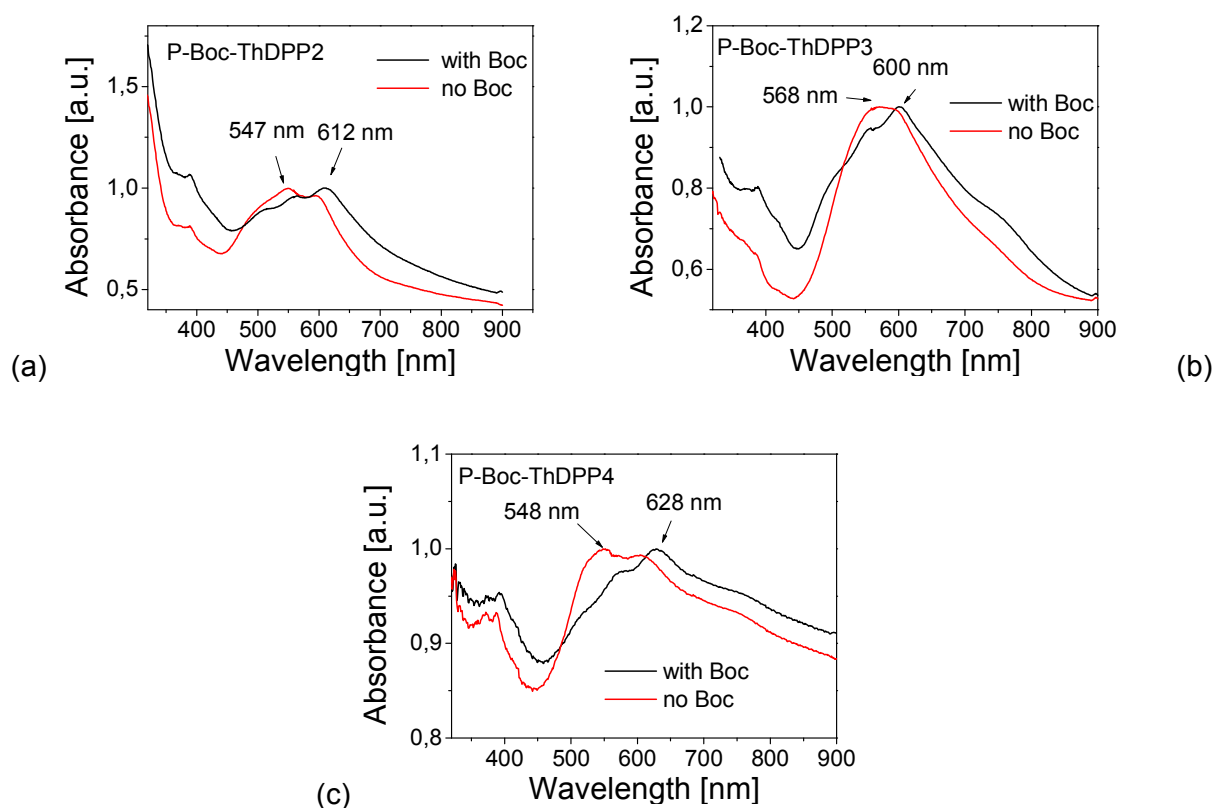 P-Boc-ThDPP2
with Boc
no Boc
547 nm
612 nm
1,5
1,0
0,5
Absorbance [a.u.]
400 500 600 700 800 900
Wavelength [nm]
(a)
1,2
P-Boc-ThDPP3
600 nm
568 nm
with Boc
no Boc
1,0
0,8
0,6
Absorbance [a.u.]
400 500 600 700 800 900
Wavelength [nm]
(b)
1,1
P-Boc-ThDPP4
548 nm
628 nm
1,0
0,9
0,8
with Boc
no Boc
Absorbance [a.u.]
400 500 600 700 800 900
Wavelength [nm]
(c)